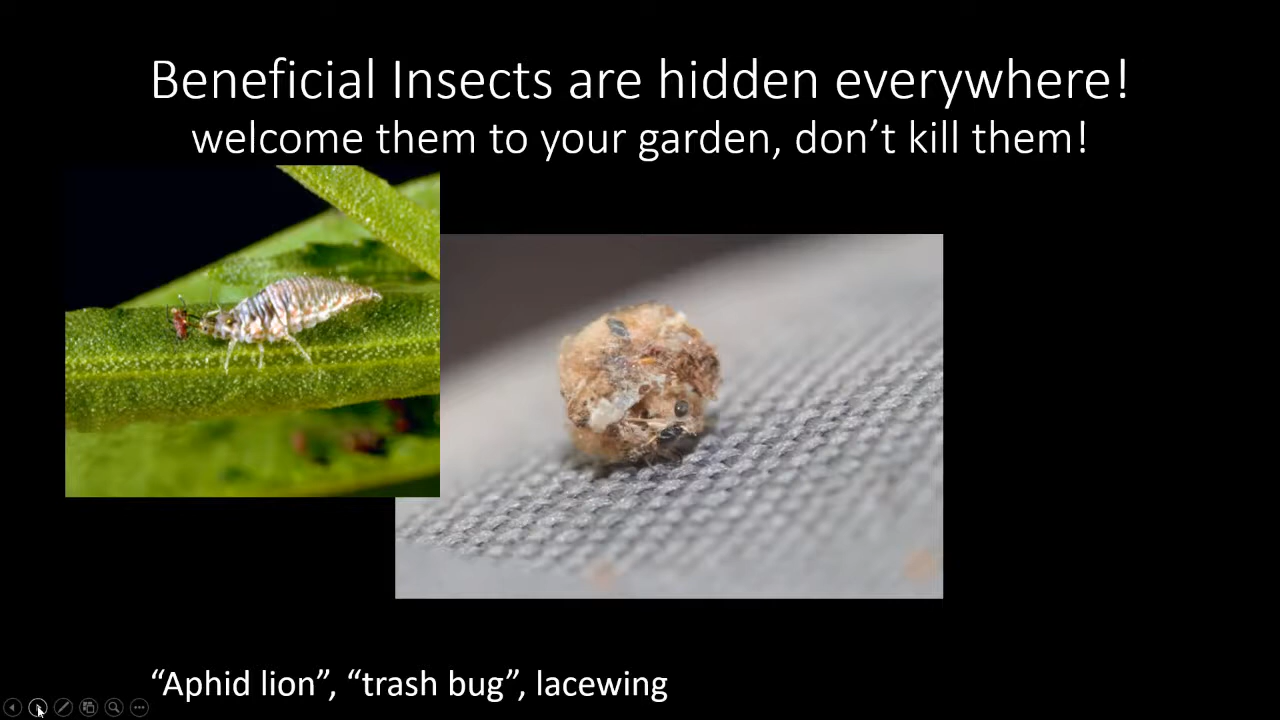 Beneficial Insects are hidden everywhere!
welcome them to your garden, don’t kill them!
“Aphid lion”, “trash bug”, lacewing